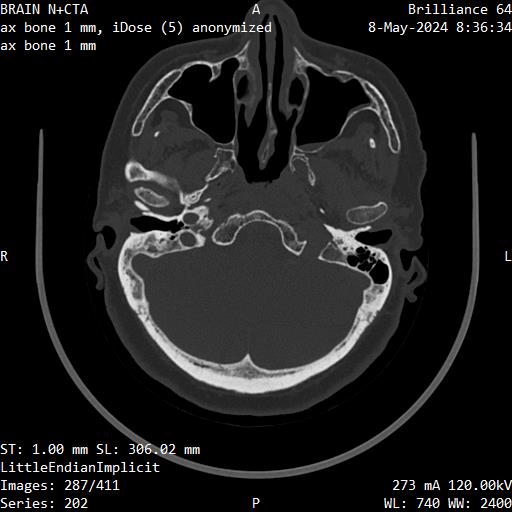 BRAIN N+CTA
A
Brilliance 64
ax bone 1 mm, iDose (5) anonymized
8-May-2024 8:36:34
ax bone 1 mm
R
L
ST: 1.00 mm SL: 306.02 mm
LittleEndianImplicit
Images: 287/411
273 mA 120.00kV
Series: 202
P
WL: 740 WW: 2400